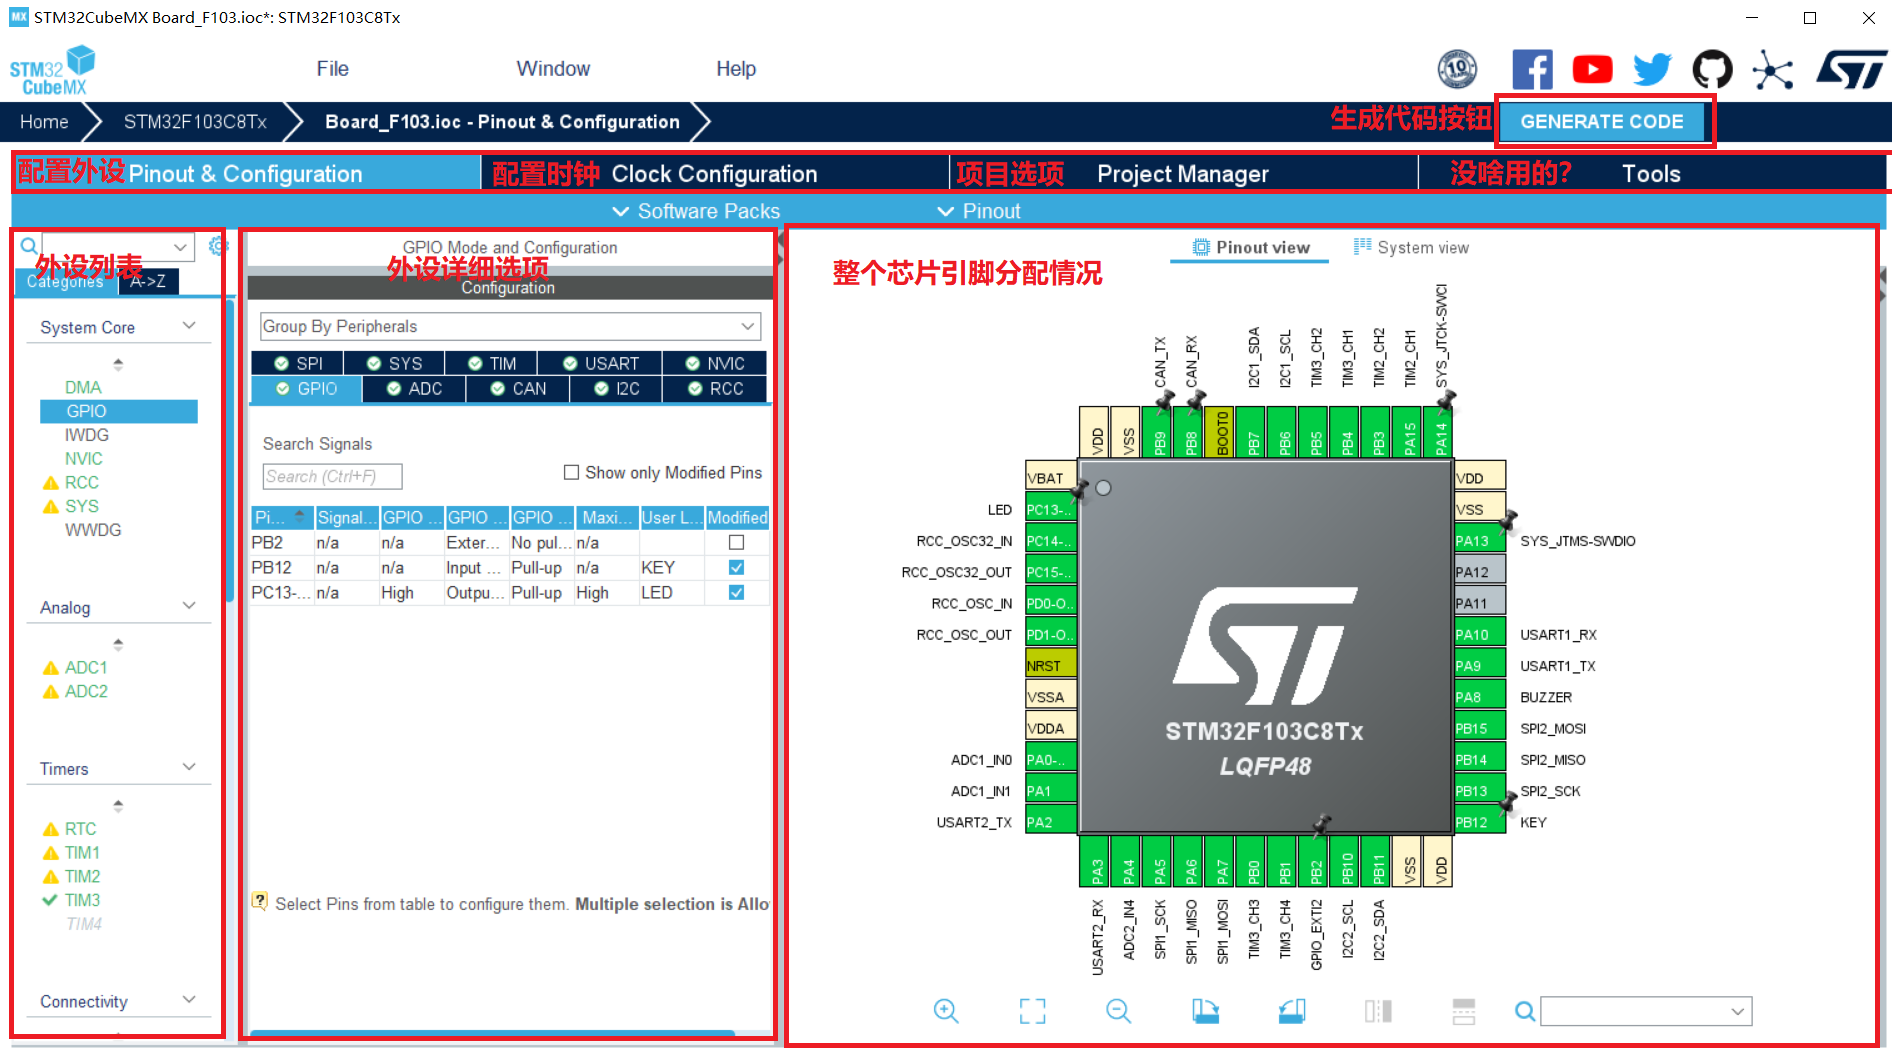 MX STM32CubeMX Board_F103.ioc*: STM32F103C8Tx
STM32
CubeMX
File Window Help
10
YEARS
ST
Home STM32F103C8Tx Board_F103.ioc - Pinout & Configuration 生成代码按钮 GENERATE CODE
配置外设 Pinout & Configuration 配置时钟 Clock Configuration 项目选项 Project Manager 没啥用的? Tools
Software Packs Pinout
外设列表
Categories A->Z
System Core
DMA
GPIO
IWDG
NVIC
RCC
SYS
WWDG
Analog
ADC1
ADC2
Timers
RTC
TIM1
TIM2
TIM3
TIM4
Connectivity
GPIO Mode and Configuration
外设详细选项
Configuration
Group By Peripherals
SPI SYS TIM USART NVIC
GPIO ADC CAN I2C RCC
Search Signals
Search (Ctrl+F) Show only Modified Pins
Pi... Signal... GPIO ... GPIO ... GPIO ... Maxi... User L... Modified
PB2 n/a n/a Exter... No pul... n/a
PB12 n/a n/a Input ... Pull-up n/a KEY
PC13-... n/a High Outpu... Pull-up High LED
Select Pins from table to configure them. Multiple selection is Allo
Pinout view System view
整个芯片引脚分配情况
CAN_TX
CAN_RX
I2C1_SDA
I2C1_SCL
TIM3_CH2
TIM3_CH1
TIM2_CH2
TIM2_CH1
SYS_JTCK-SWCL
VDD
VSS
PB9
PB8
BOOT0
PB7
PB6
PB5
PB4
PB3
PA15
PA14
VBAT
LED PC13-..
RCC_OSC32_IN PC14-..
RCC_OSC32_OUT PC15-..
RCC_OSC_IN PD0-O..
RCC_OSC_OUT PD1-O..
NRST
VSSA
VDDA
ADC1_IN0 PA0-..
ADC1_IN1 PA1
USART2_TX PA2
ST
STM32F103C8Tx
LQFP48
VDD
VSS
PA13 SYS_JTMS-SWDIO
PA12
PA11
PA10 USART1_RX
PA9 USART1_TX
PA8 BUZZER
PB15 SPI2_MOSI
PB14 SPI2_MISO
PB13 SPI2_SCK
PB12 KEY
PA3
PA4
PA5
PA6
PA7
PB0
PB1
PB2
PB10
PB11
VSS
VDD
USART2_RX
ADC2_IN4
SPI1_SCK
SPI1_MISO
SPI1_MOSI
TIM3_CH3
TIM3_CH4
GPIO_EXTI2
I2C2_SCL
I2C2_SDA